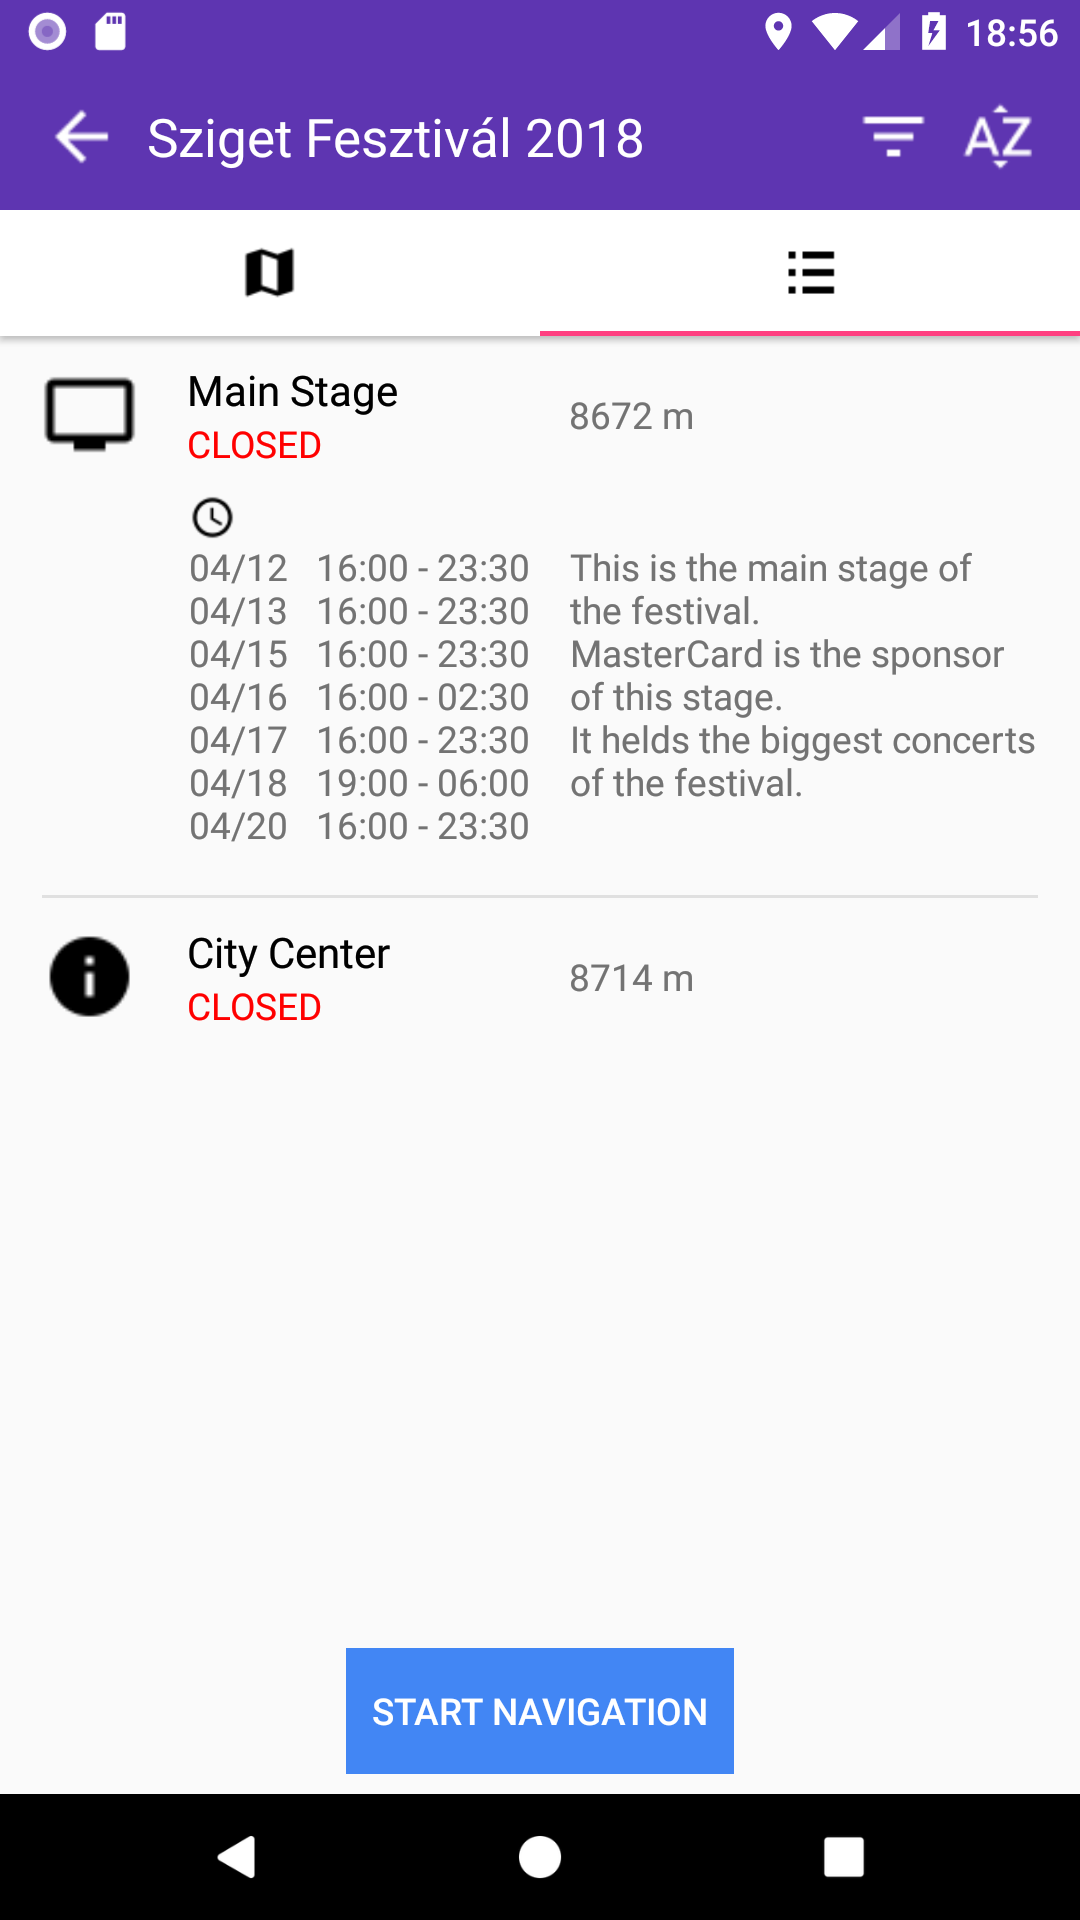 18:56
Sziget Fesztivál 2018
AZ
Main Stage
8672 m
CLOSED
04/12 16:00 - 23:30
04/13 16:00 - 23:30
04/15 16:00 - 23:30
04/16 16:00 - 02:30
04/17 16:00 - 23:30
04/18 19:00 - 06:00
04/20 16:00 - 23:30
This is the main stage of
the festival.
MasterCard is the sponsor
of this stage.
It helds the biggest concerts
of the festival.
City Center
8714 m
CLOSED
START NAVIGATION